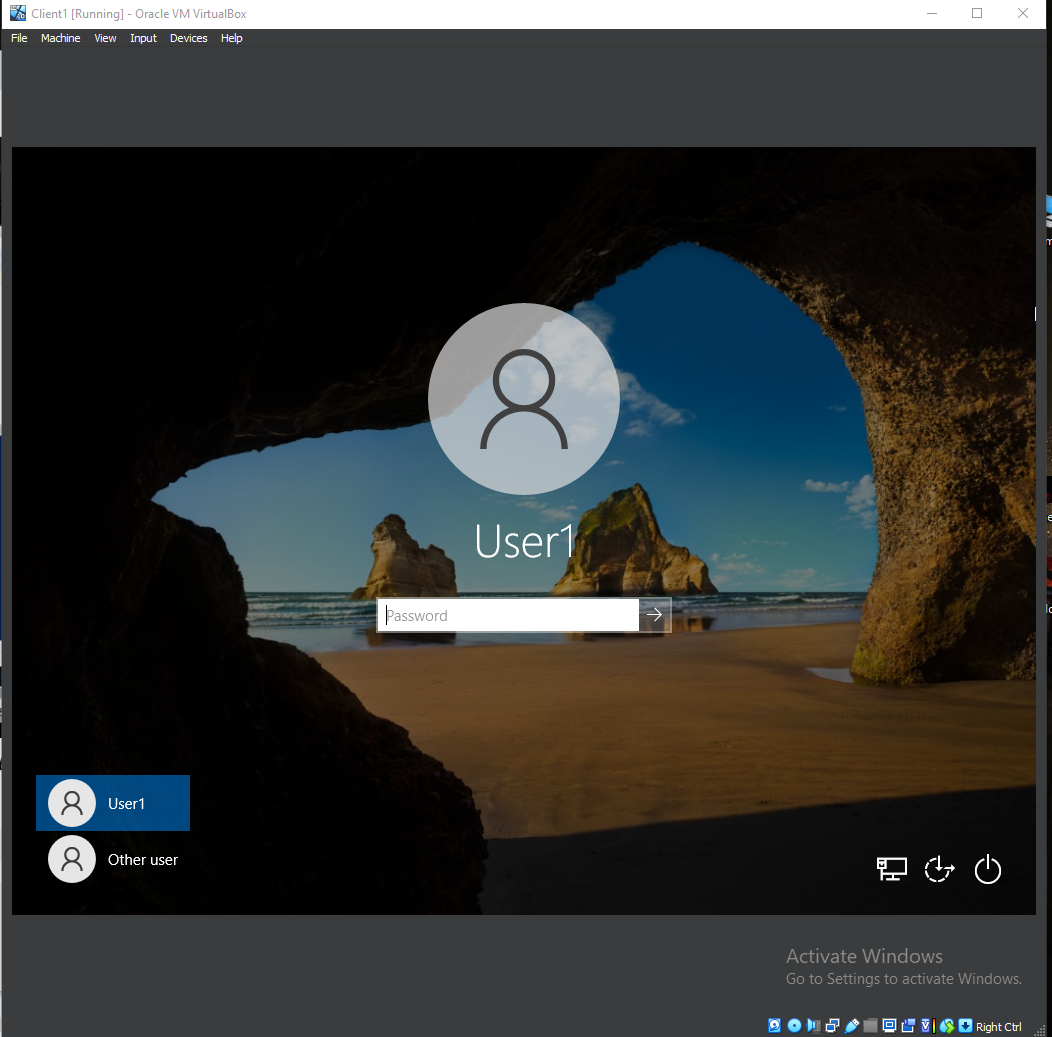 Client1 [Running] - Oracle VM VirtualBox
File Machine View Input Devices Help
User1
Password
User1
Other user
Activate Windows
Go to Settings to activate Windows.
Right Ctrl